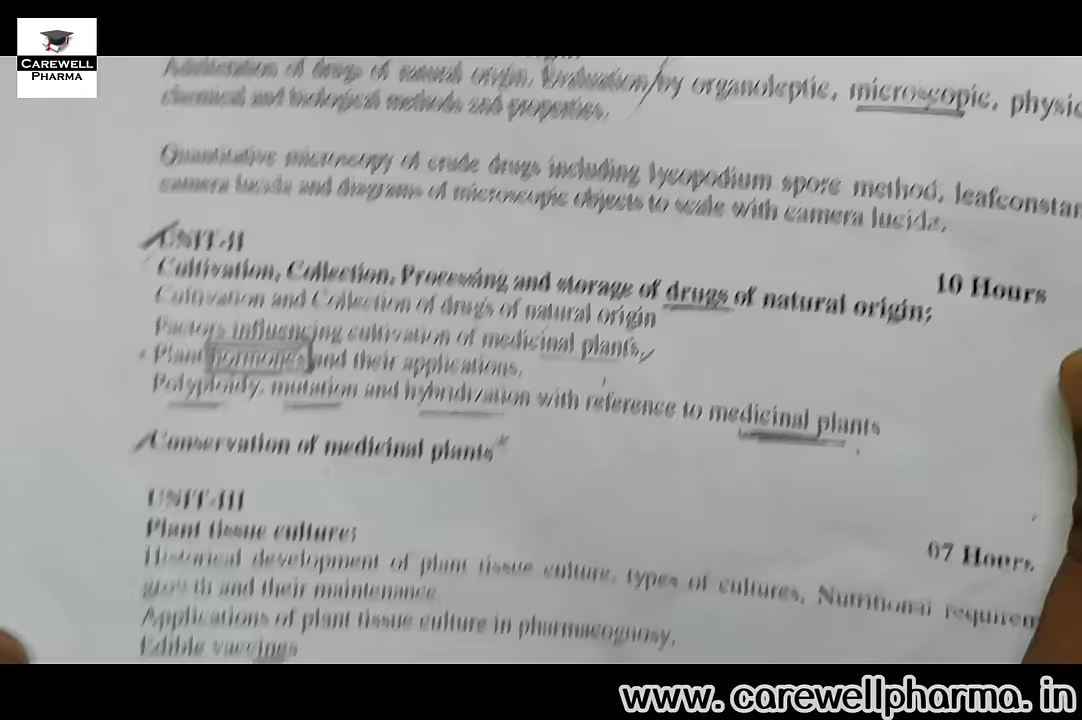 CAREWELL
PHARMA
Adulteration of drugs of natural origin. Evaluation by organoleptic, microscopic, physic
chemical and biological methods and properties.
Quantitative microscopy of crude drugs including lycopodium spore method, leafconstan
camera lucida and diagrams of microscopic objects to scale with camera lucida.
UNIT-II
10 Hours
Cultivation, Collection, Processing and storage of drugs of natural origin:
Cultivation and Collection of drugs of natural origin
Factors influencing cultivation of medicinal plants.
Plant hormones and their applications.
Polyploidy, mutation and hybridization with reference to medicinal plants
Conservation of medicinal plants
UNIT-III
07 Hours
Plant tissue culture:
Historical development of plant tissue culture, types of cultures, Nutritional requirem
growth and their maintenance
Applications of plant tissue culture in pharmacognosy.
Edible vaccines
www.carewellpharma.in